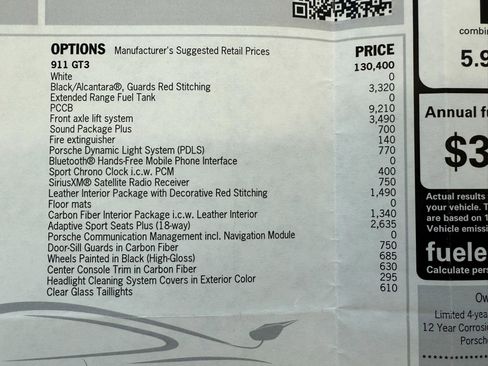 OPTIONS Manufacturer's Suggested Retail Prices PRICE
911 GT3 130,400
White 0
Black/Alcantara®, Guards Red Stitching 3,320
Extended Range Fuel Tank 0
PCCB 9,210
Front axle lift system 3,490
Sound Package Plus 700
Fire extinguisher 140
Porsche Dynamic Light System (PDLS) 770
Bluetooth® Hands-Free Mobile Phone Interface 0
Sport Chrono Clock i.c.w. PCM 400
SiriusXM® Satellite Radio Receiver 750
Leather Interior Package with Decorative Red Stitching 1,490
Floor mats 0
Carbon Fiber Interior Package i.c.w. Leather Interior 1,340
Adaptive Sport Seats Plus (18-way) 2,635
Porsche Communication Management incl. Navigation Module 0
Door-Sill Guards in Carbon Fiber 750
Wheels Painted in Black (High-Gloss) 685
Center Console Trim in Carbon Fiber 630
Headlight Cleaning System Covers in Exterior Color 295
Clear Glass Taillights 610
combin
5.9
Annual fu
$3
Actual results
your vehicle. T
are based on 1
Vehicle emissi
fuele
Calculate pers
Ow
Limited 4-year
12 Year Corrosi
Porsche